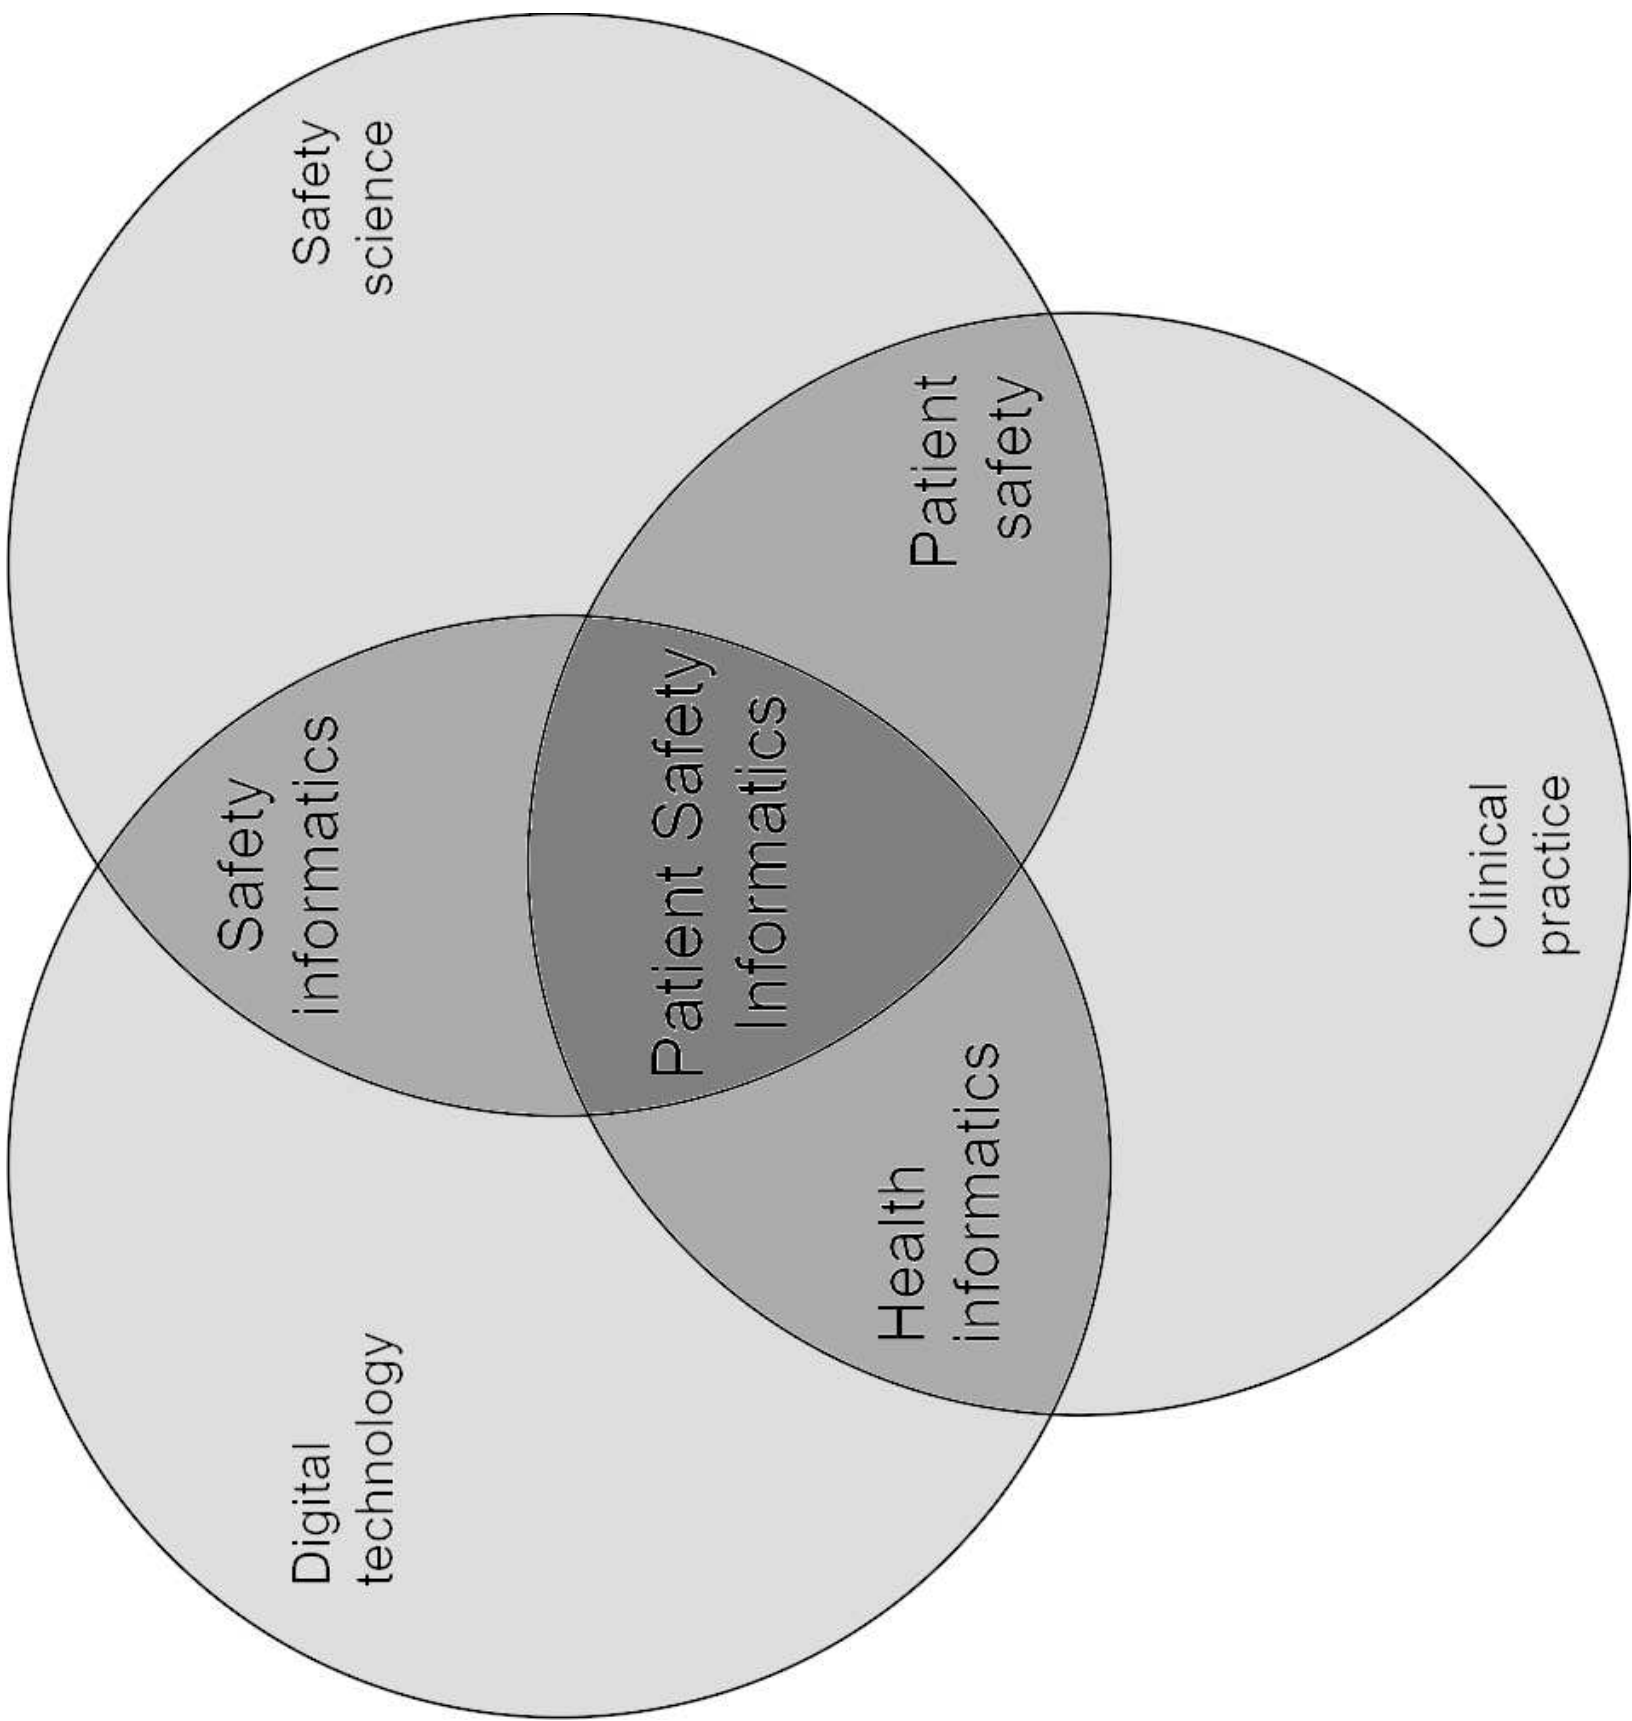 Digital
technology
Safety
science
Safety
informatics
Patient Safety
Informatics
Health
informatics
Patient
safety
Clinical
practice